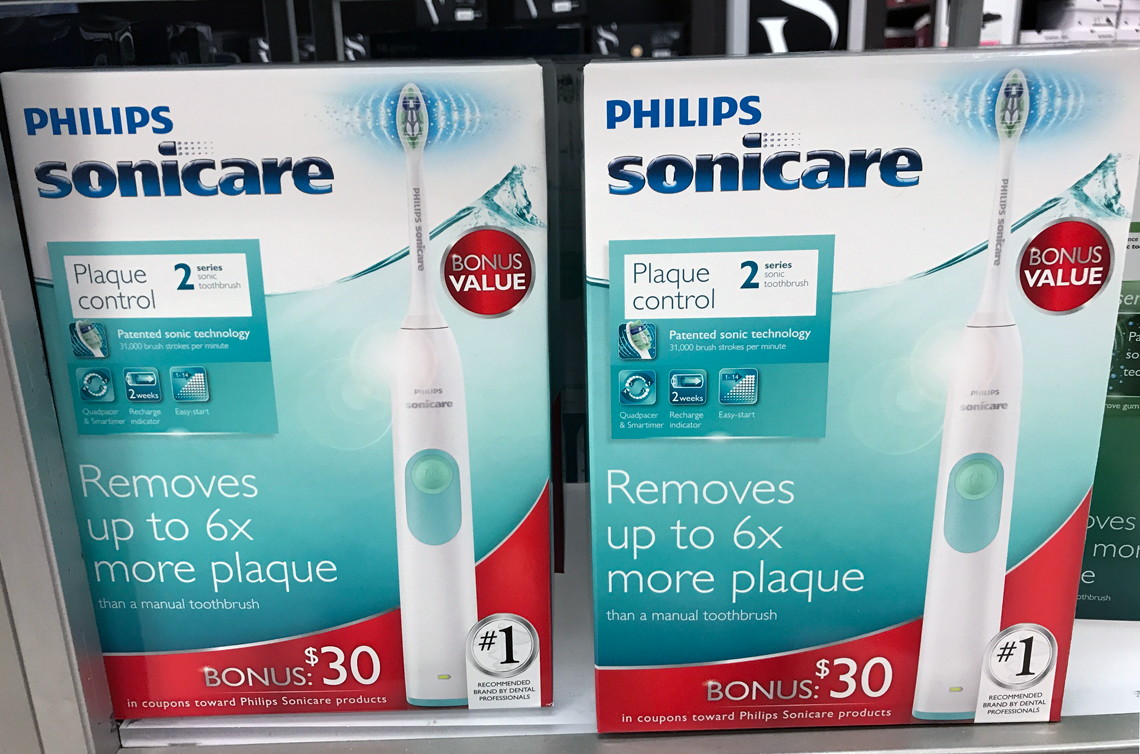 PHILIPS
sonicare
Plaque
control
2 series
sonic
toothbrush
Patented sonic technology
31,000 brush strokes per minute
Quadpacer
& Smartimer
2 weeks
Recharge
indicator
1-14
Easy-start
PHILIPS sonicare
BONUS
VALUE
PHILIPS
sonicare
Removes
up to 6x
more plaque
than a manual toothbrush
BONUS: $30
in coupons toward Philips Sonicare products
#1
RECOMMENDED
BRAND BY DENTAL
PROFESSIONALS
PHILIPS
sonicare
Plaque
control
2 series
sonic
toothbrush
Patented sonic technology
31,000 brush strokes per minute
Quadpacer
& Smartimer
2 weeks
Recharge
indicator
1-14
Easy-start
PHILIPS sonicare
BONUS
VALUE
PHILIPS
sonicare
Removes
up to 6x
more plaque
than a manual toothbrush
BONUS: $30
in coupons toward Philips Sonicare products
#1
RECOMMENDED
BRAND BY DENTAL
PROFESSIONALS